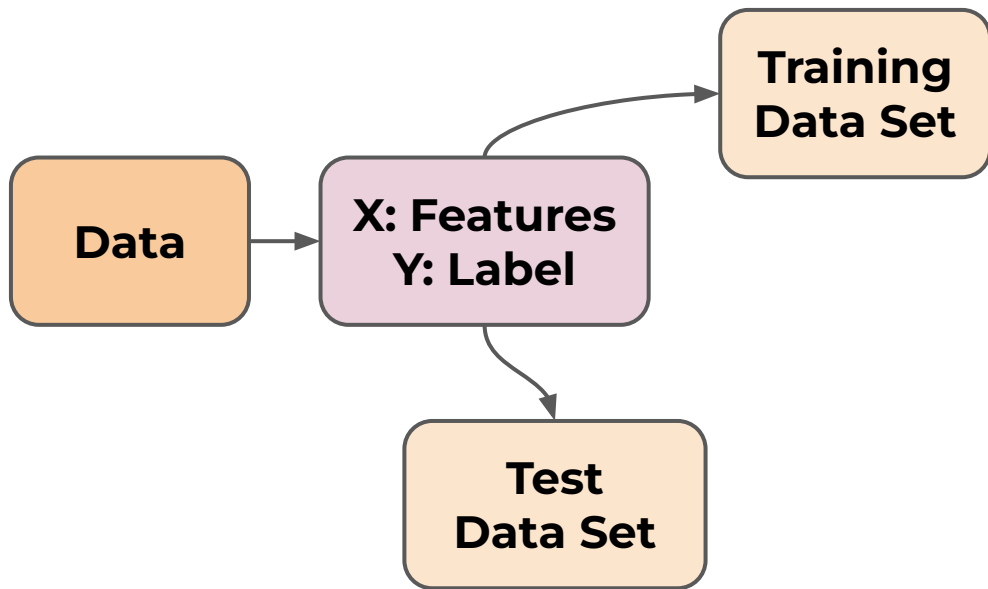 Training
Data Set
Data
X: Features
Y: Label
Test
Data Set